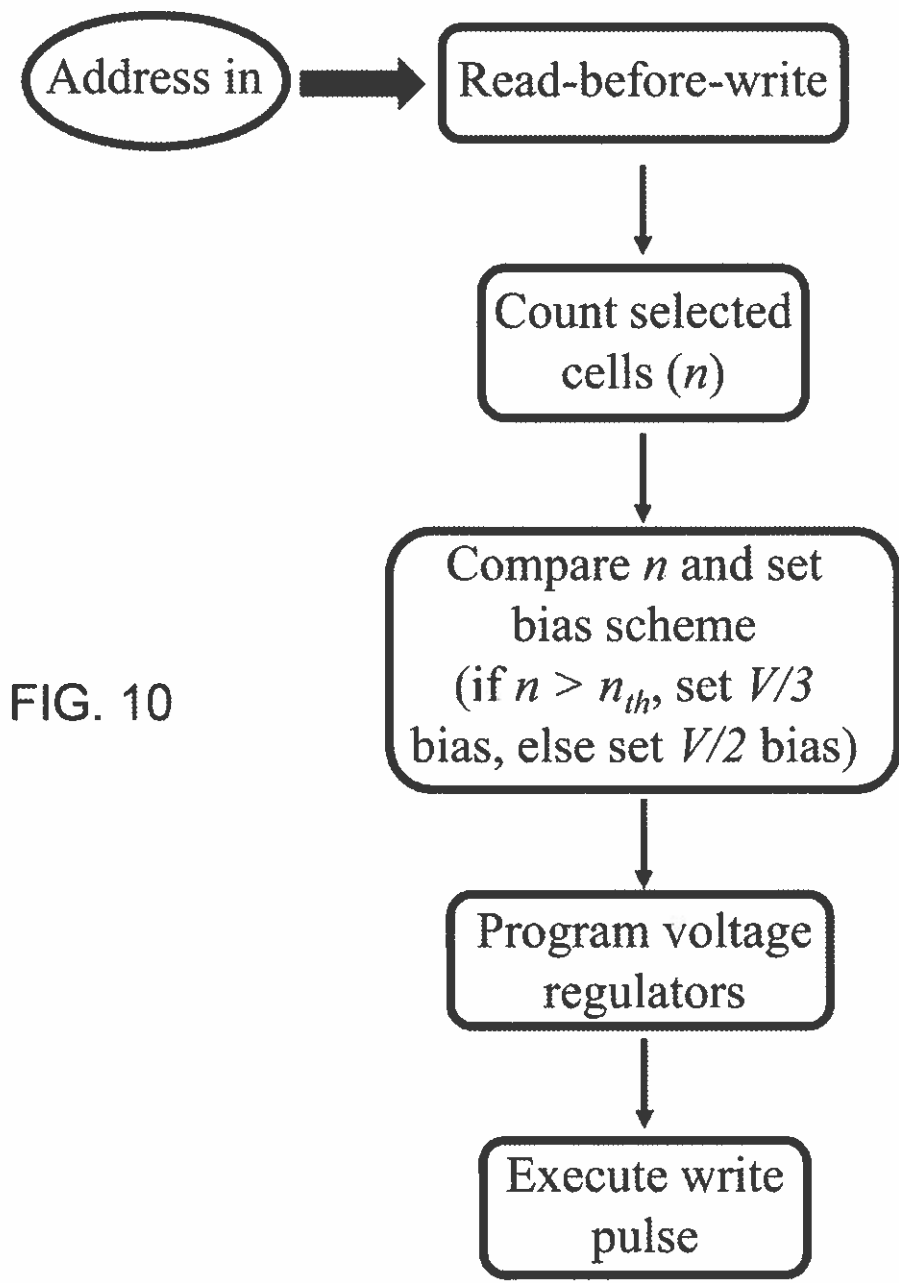 Address in
Read-before-write
Count selected
cells (n)
Compare n and set
bias scheme
(if n > nth, set V/3
bias, else set V/2 bias)
FIG. 10
Program voltage
regulators
Execute write
pulse